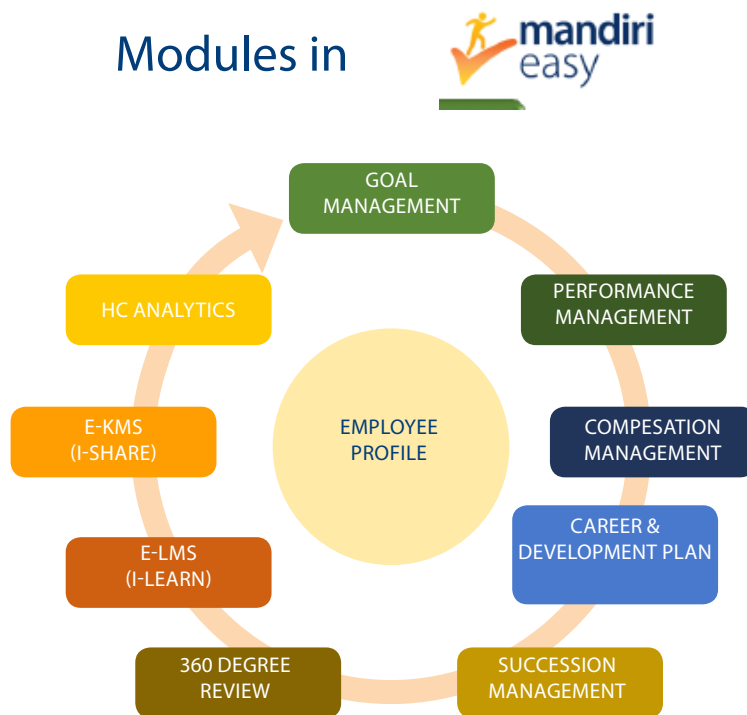 Modules in
mandiri
easy
GOAL
MANAGEMENT
PERFORMANCE
MANAGEMENT
COMPESATION
MANAGEMENT
CAREER &
DEVELOPMENT PLAN
SUCCESSION
MANAGEMENT
360 DEGREE
REVIEW
E-LMS
(I-LEARN)
E-KMS
(I-SHARE)
HC ANALYTICS
EMPLOYEE
PROFILE